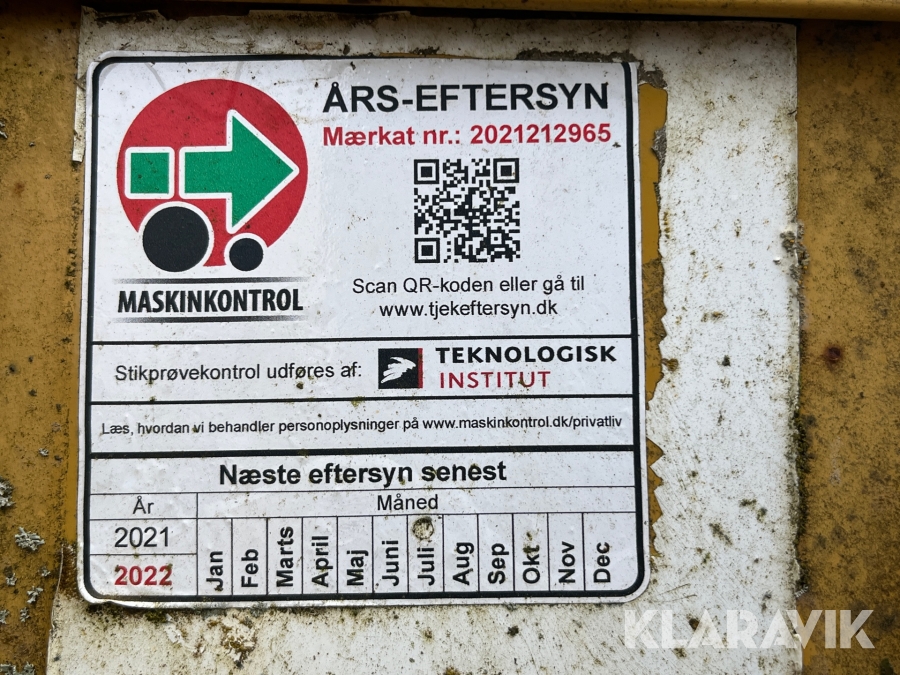 ÅRS-EFTERSYN
Mærkat nr.: 2021212965
MASKINKONTROL
Scan QR-koden eller gå til
www.tjekeftersyn.dk
Stikprøvekontrol udføres af:
TEKNOLOGISK
INSTITUT
Læs, hvordan vi behandler personoplysninger på www.maskinkontrol.dk/privatliv
Næste eftersyn senest
År Måned
2021
2022
Jan Feb Marts April Maj Juni Juli Aug Sep Okt Nov Dec
KLARAVIK